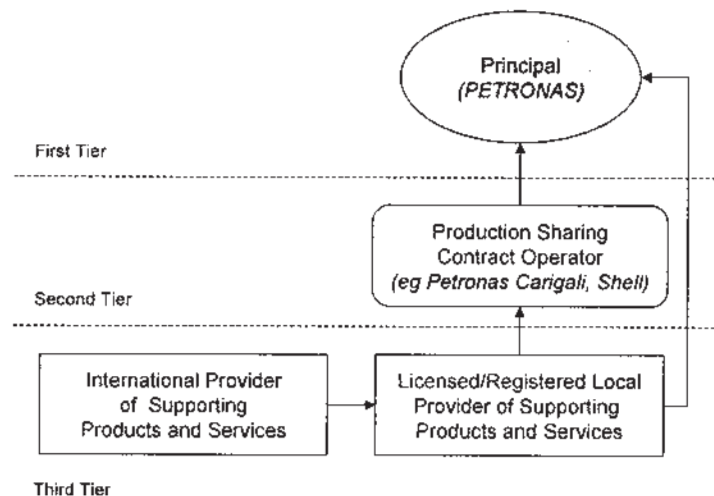 Principal
(PETRONAS)
First Tier
Production Sharing
Contract Operator
(eg Petronas Carigali, Shell)
Second Tier
International Provider
of Supporting
Products and Services
Licensed/Registered Local
Provider of Supporting
Products and Services
Third Tier